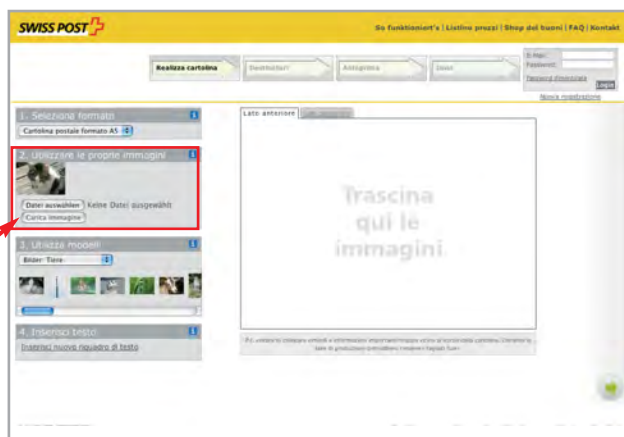 SWISS POST
So funktioniert's | Listino prezzi | Shop dei buoni | FAQ | Kontakt
Realizza cartolina
Destinatari
Anteprima
E-Mail:
Password:
Password dimenticata
Login
Nuova registrazione
1. Seleziona formato
Cartolina postale formato A5
2. Utilizzare le proprie immagini
Datei auswählen Keine Datei ausgewählt
Carica immagine
3. Utilizza modelli
Bilder: Tiere
4. Inserisci testo
Inserisci nuovo riquadro di testo
Lato anteriore
Trascina
qui le
immagini